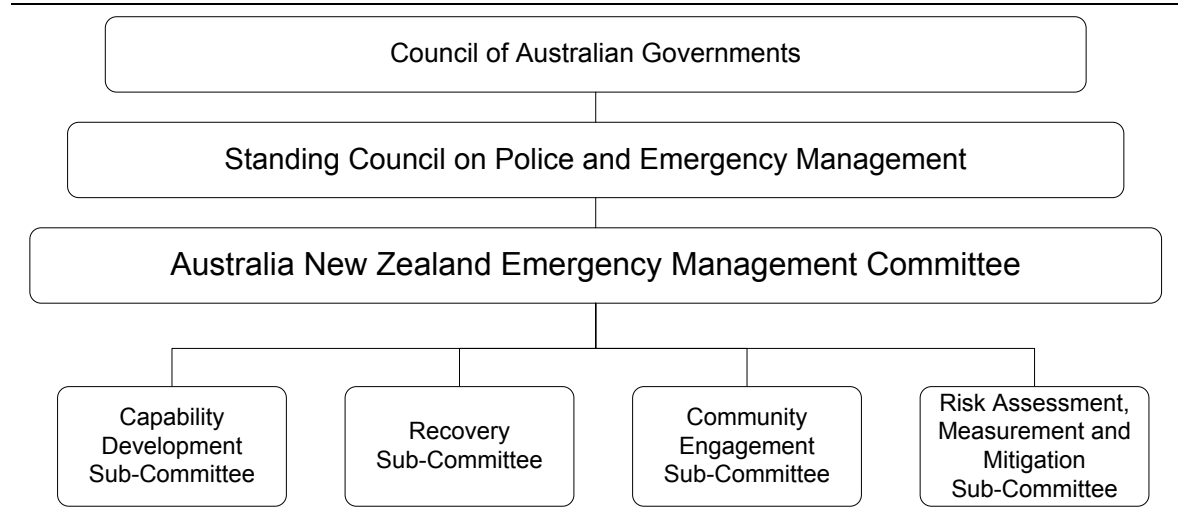 Council of Australian Governments
Standing Council on Police and Emergency Management
Australia New Zealand Emergency Management Committee
Capability
Development
Sub-Committee
Recovery
Sub-Committee
Community
Engagement
Sub-Committee
Risk Assessment,
Measurement and
Mitigation
Sub-Committee